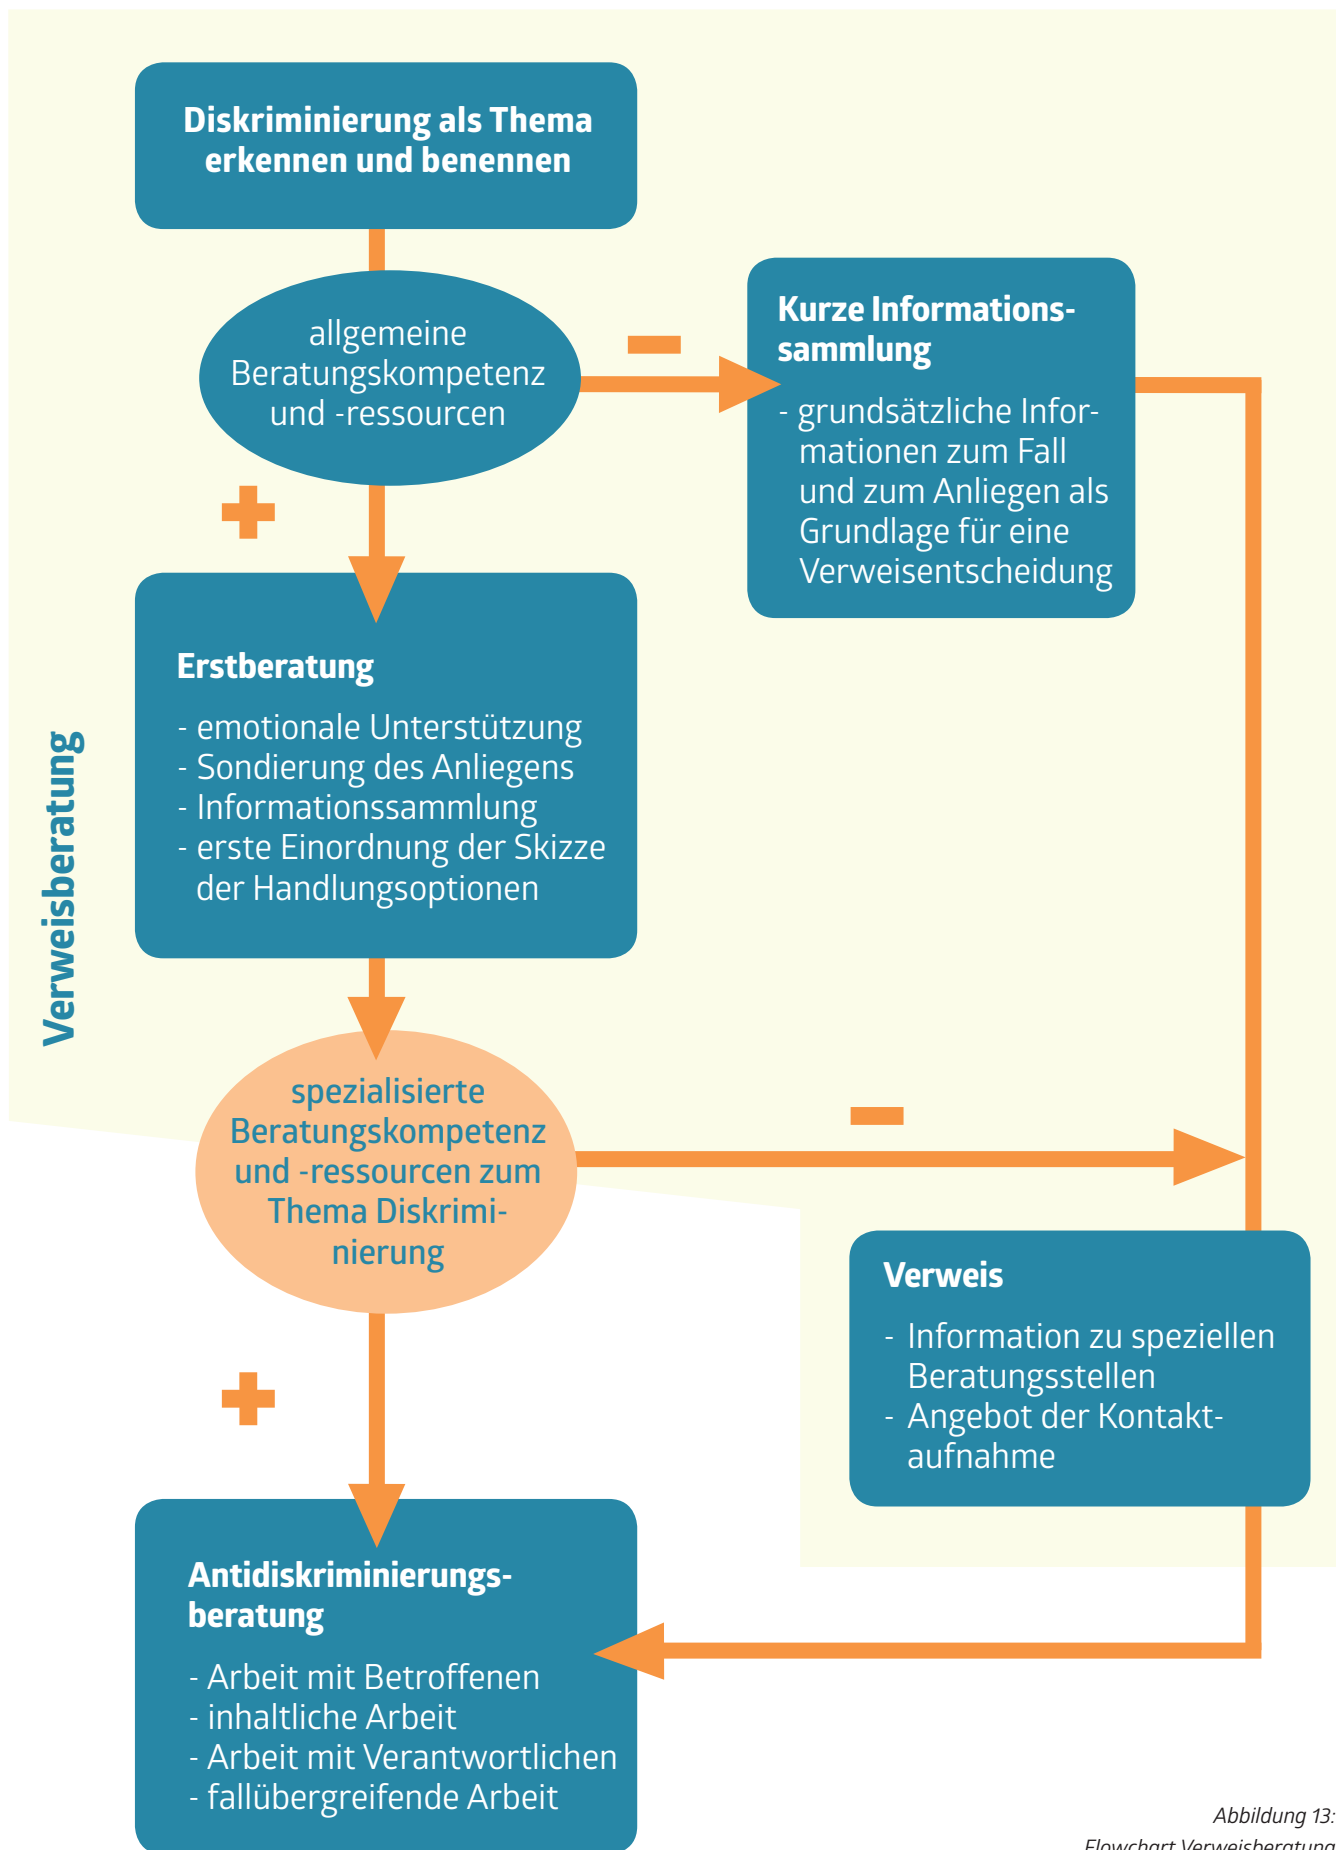 Diskriminierung als Thema
erkennen und benennen
allgemeine
Beratungskompetenz
und -ressourcen
Kurze Informations-
sammlung
- grundsätzliche Infor-
mationen zum Fall
und zum Anliegen als
Grundlage für eine
Verweisentscheidung
Erstberatung
- emotionale Unterstützung
- Sondierung des Anliegens
- Informationssammlung
- erste Einordnung der Skizze
der Handlungsoptionen
Verweisberatung
spezialisierte
Beratungskompetenz
und -ressourcen zum
Thema Diskrimi-
nierung
Verweis
- Information zu speziellen
Beratungsstellen
- Angebot der Kontakt-
aufnahme
Antidiskriminierungs-
beratung
- Arbeit mit Betroffenen
- inhaltliche Arbeit
- Arbeit mit Verantwortlichen
- fallübergreifende Arbeit
Abbildung 13:
Flowchart Verweisberatung